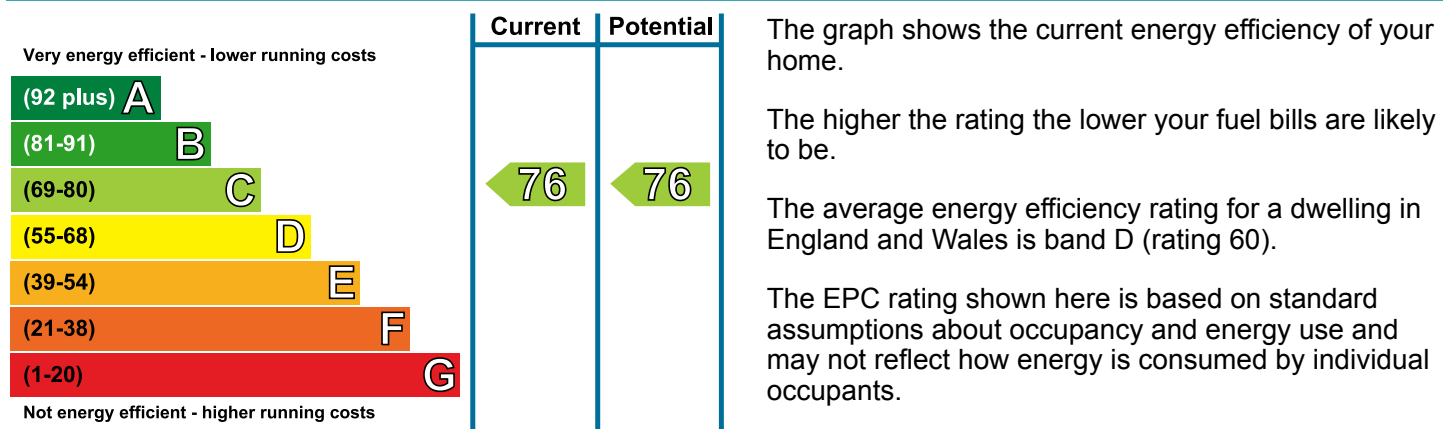 Current Potential
Very energy efficient - lower running costs
(92 plus) A
(81-91) B
(69-80) C
76 76
(55-68) D
(39-54) E
(21-38) F
(1-20) G
Not energy efficient - higher running costs
The graph shows the current energy efficiency of your
home.
The higher the rating the lower your fuel bills are likely
to be.
The average energy efficiency rating for a dwelling in
England and Wales is band D (rating 60).
The EPC rating shown here is based on standard
assumptions about occupancy and energy use and
may not reflect how energy is consumed by individual
occupants.